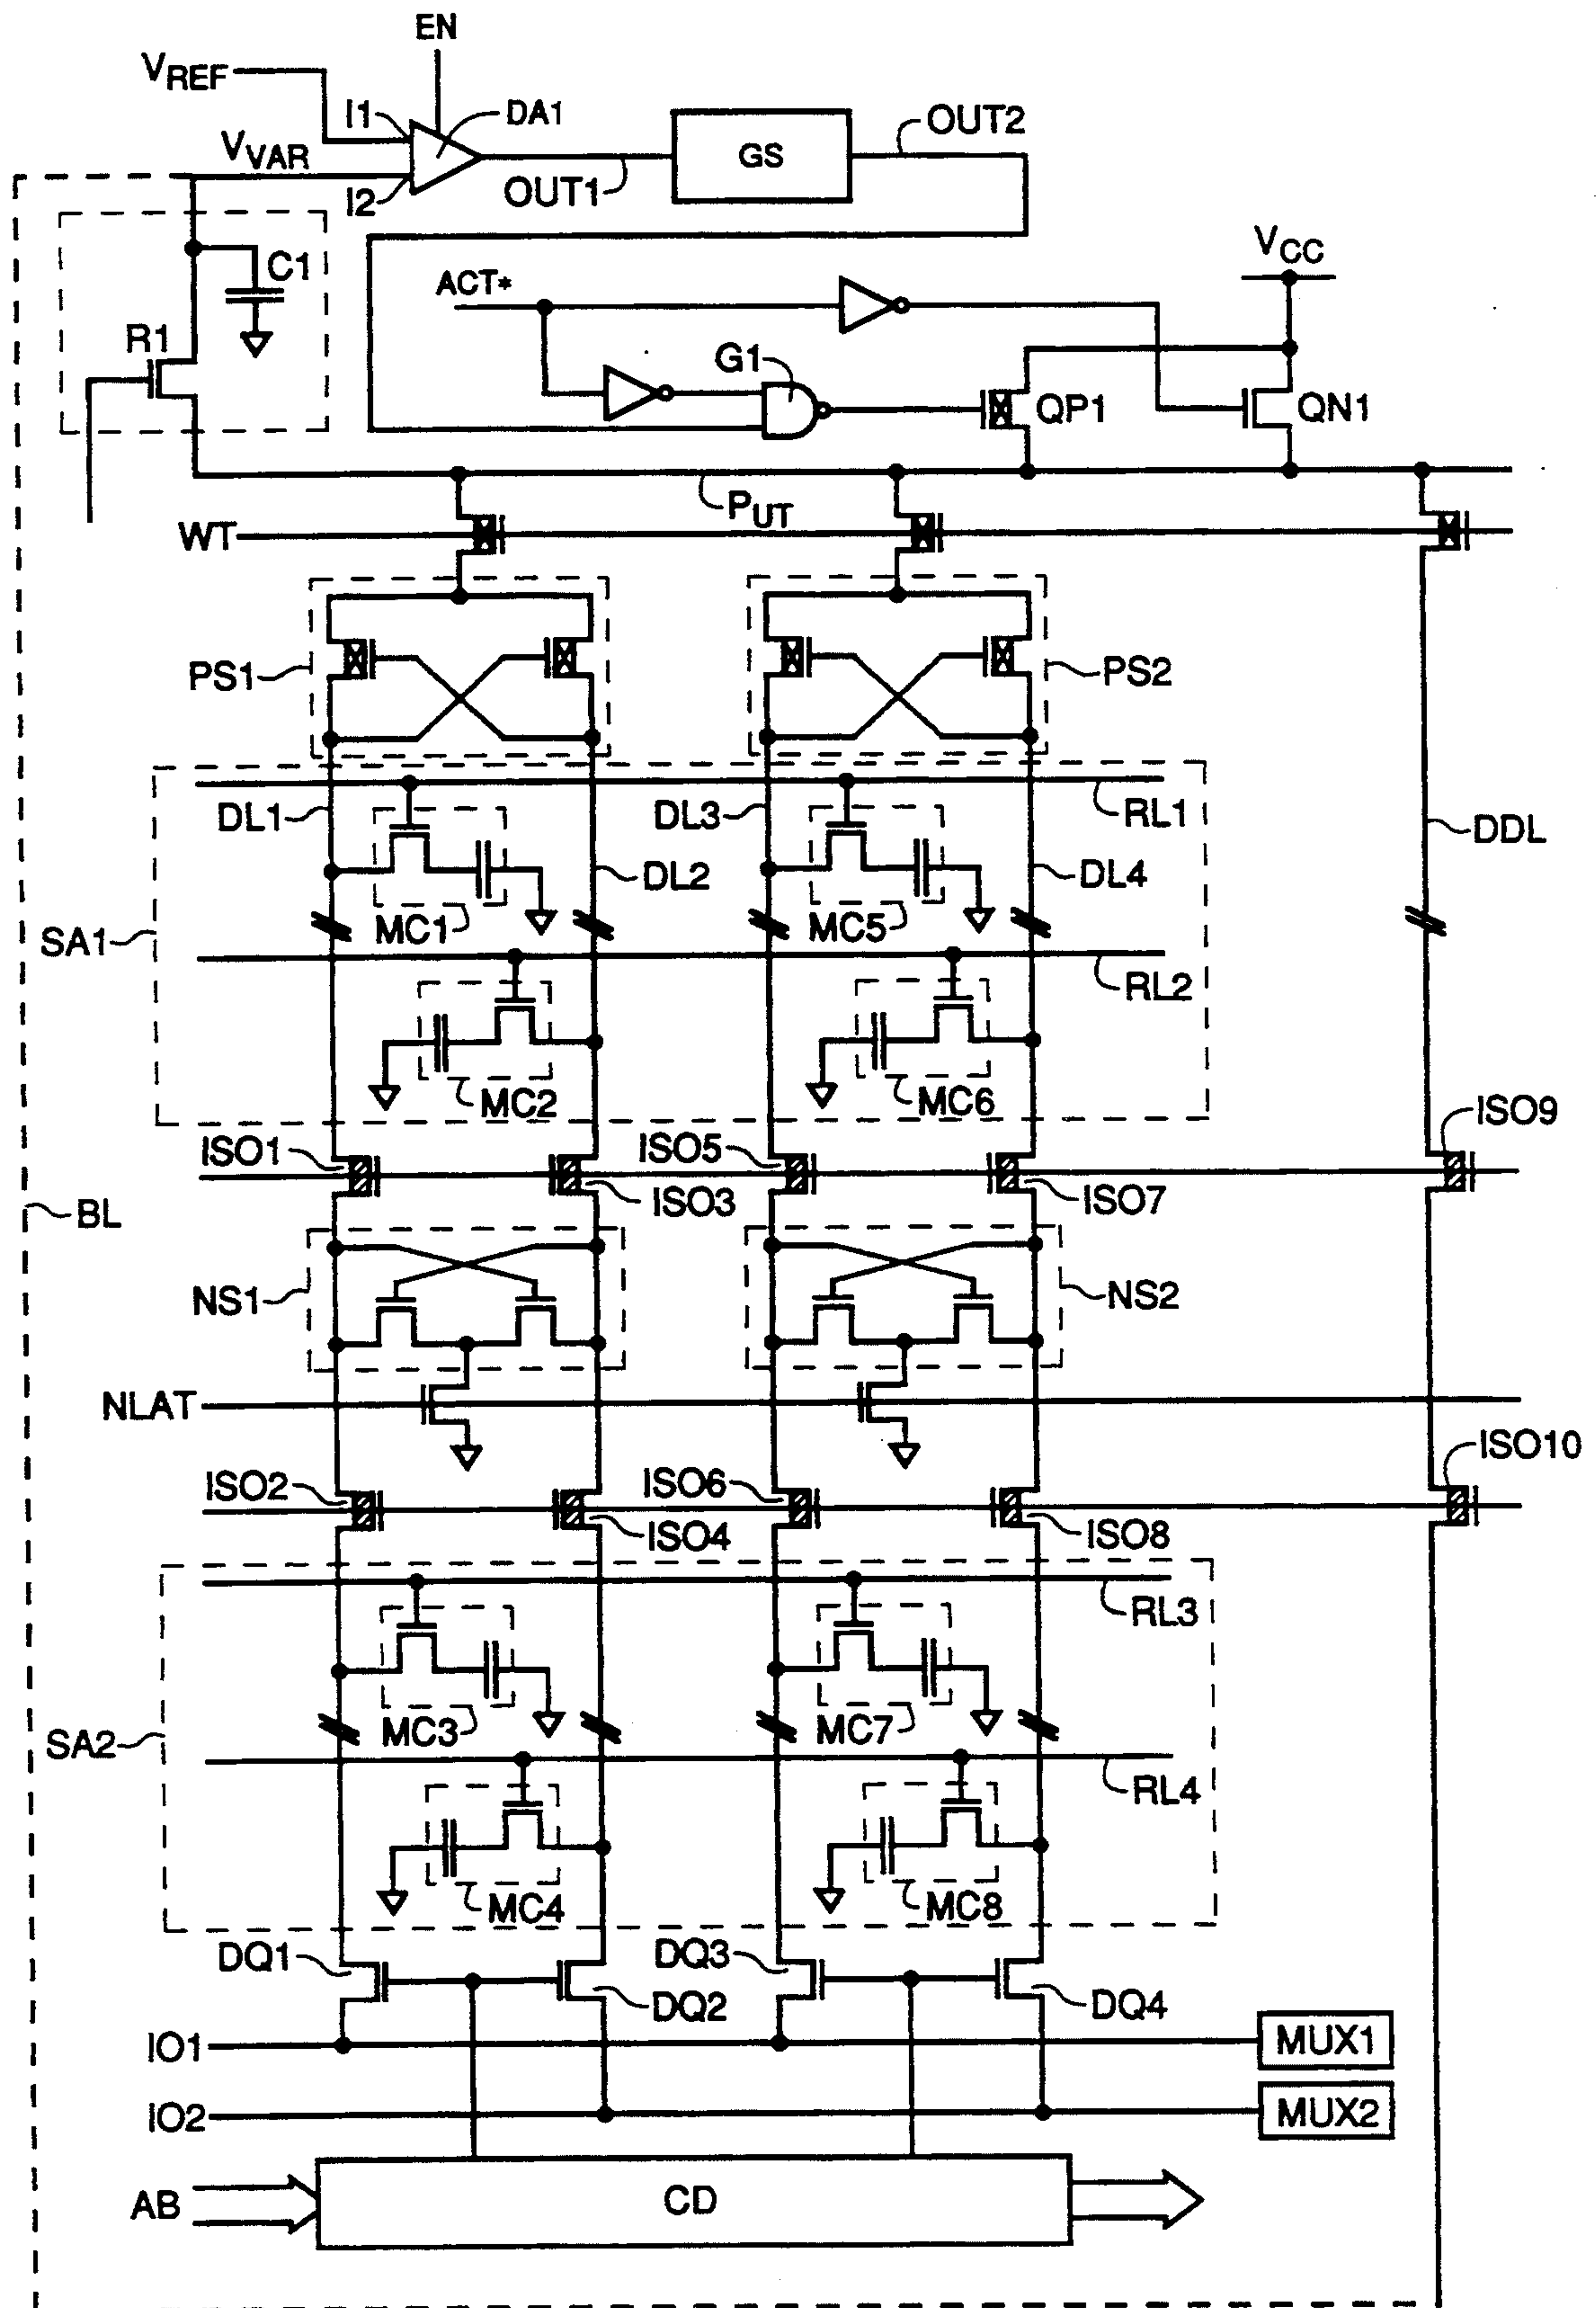 EN
VREF
I1
DA1
OUT2
VVAR
GS
I2
OUT1
VCC
C1
ACT*
R1
G1
QP1
QN1
PUT
WT
PS1
PS2
DL1
DL3
RL1
DDL
DL2
DL4
MC1
MC5
SA1
RL2
MC2
MC6
ISO9
ISO1
ISO5
ISO3
ISO7
BL
NS1
NS2
NLAT
ISO10
ISO2
ISO6
ISO4
ISO8
RL3
MC3
MC7
SA2
RL4
MC4
MC8
DQ1
DQ3
DQ2
DQ4
IO1
MUX1
IO2
MUX2
AB
CD